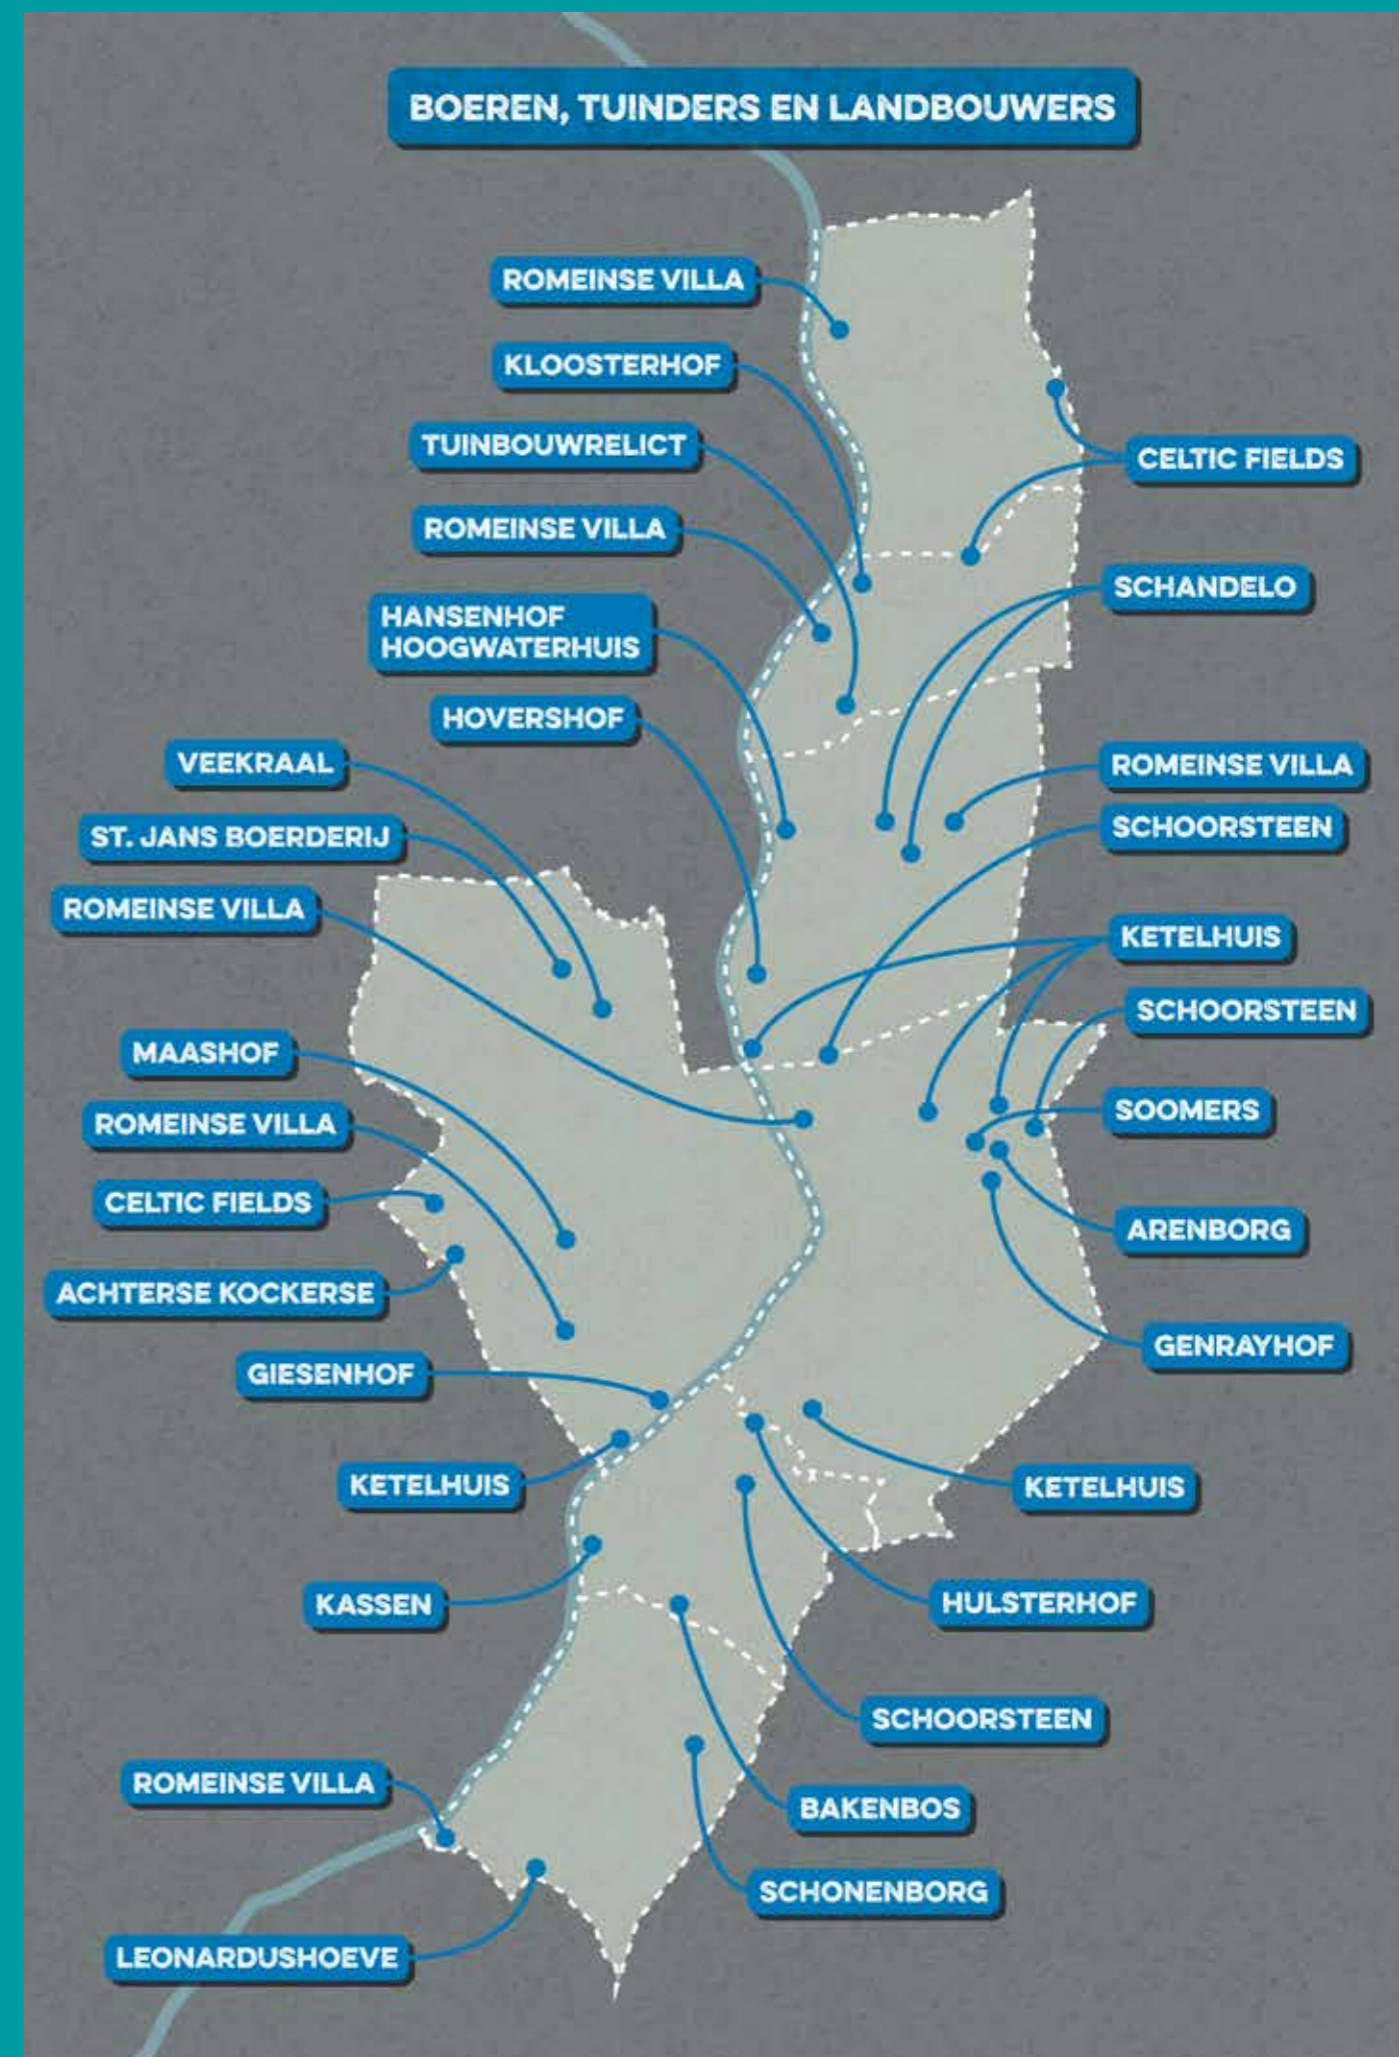 BOEREN, TUINDERS EN LANDBOUWERS
ROMEINSE VILLA
KLOOSTERHOF
TUINBOUWRELICT
CELTIC FIELDS
ROMEINSE VILLA
SCHANDELO
HANSENHOF
HOOGWATERHUIS
HOVERSHOF
VEEKRAAL
ROMEINSE VILLA
ST. JANS BOERDERIJ
SCHOORSTEEN
ROMEINSE VILLA
KETELHUIS
SCHOORSTEEN
MAASHOF
SOOMERS
ROMEINSE VILLA
CELTIC FIELDS
ARENBORG
ACHTERSE KOCKERSE
GENRAYHOF
GIESENHOF
KETELHUIS
KETELHUIS
KASSEN
HULSTERHOF
SCHOORSTEEN
ROMEINSE VILLA
BAKENBOS
SCHONENBORG
LEONARDUSHOEVE